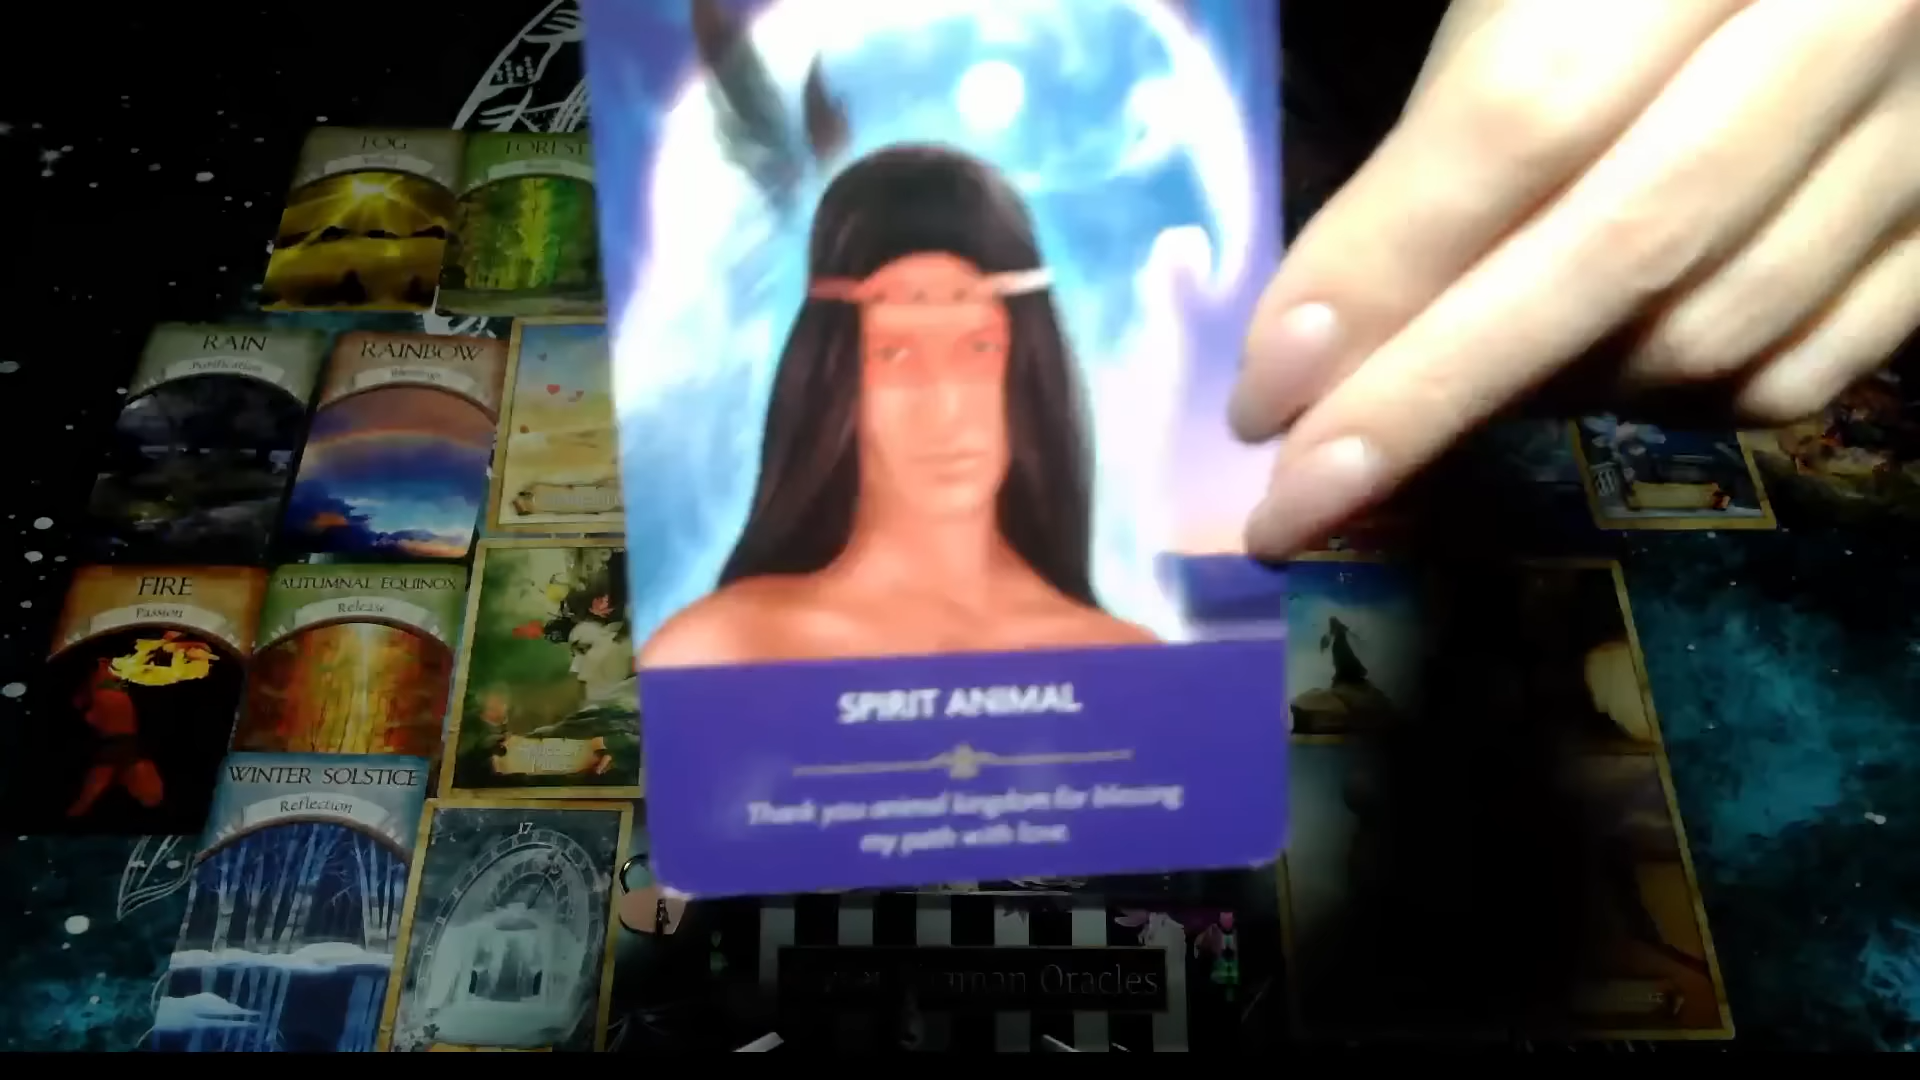 FOG
FOREST
RAIN
Purification
RAINBOW
Blessings
FIRE
Passion
AUTUMNAL EQUINOX
Release
WINTER SOLSTICE
Reflection
17
47
SPIRIT ANIMAL
Thank you animal kingdom for blessing
my path with love.
Oracles